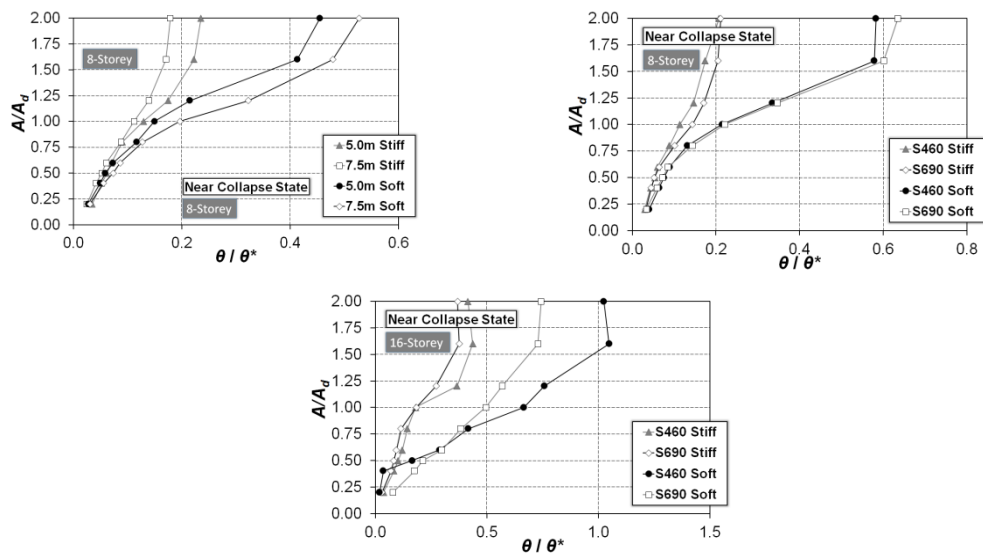 2.00
1.75
1.50
1.25
1.00
0.75
0.50
0.25
0.00
A/Ad
8-Storey
5.0m Stiff
7.5m Stiff
5.0m Soft
7.5m Soft
Near Collapse State
8-Storey
0.0 0.2 0.4 0.6
θ / θ*
2.00
1.75
1.50
1.25
1.00
0.75
0.50
0.25
0.00
A/Ad
Near Collapse State
8-Storey
S460 Stiff
S690 Stiff
S460 Soft
S690 Soft
0.0 0.2 0.4 0.6 0.8
θ / θ*
2.00
1.75
1.50
1.25
1.00
0.75
0.50
0.25
0.00
A/Ad
Near Collapse State
16-Storey
S460 Stiff
S690 Stiff
S460 Soft
S690 Soft
0.0 0.5 1.0 1.5
θ / θ*